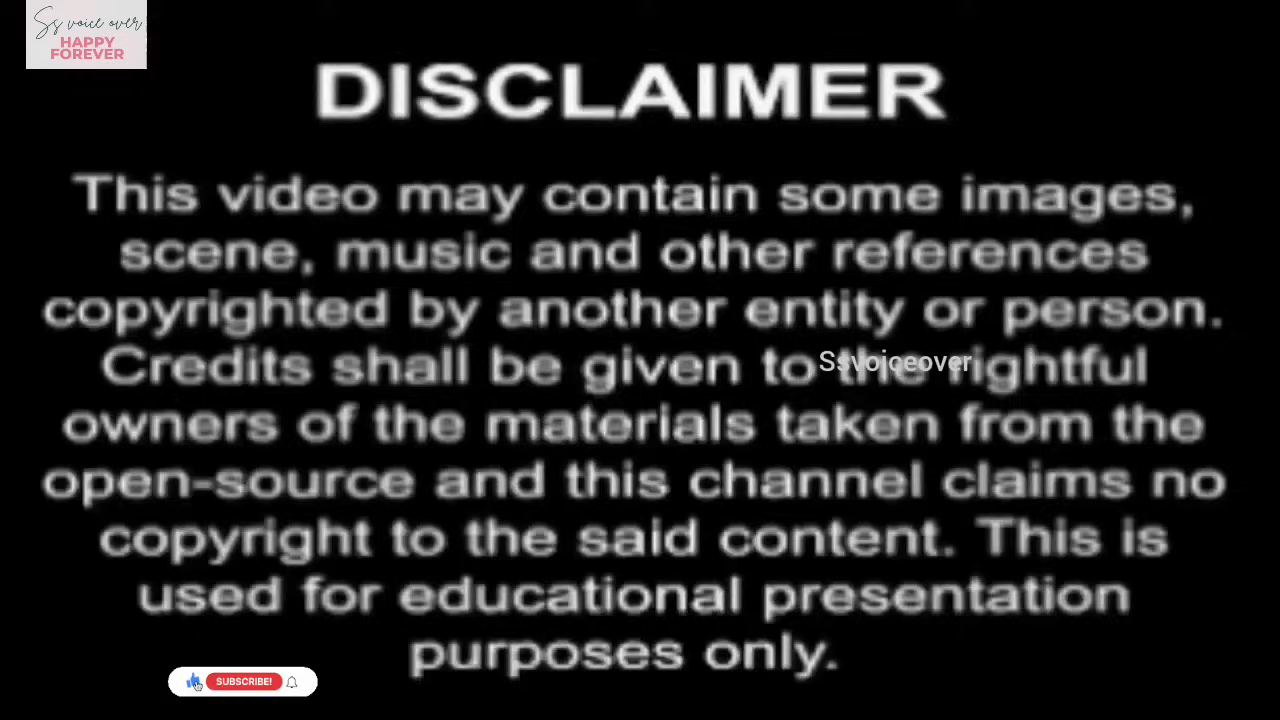 Ss voice over
HAPPY
FOREVER
DISCLAIMER
This video may contain some images,
scene, music and other references
copyrighted by another entity or person.
Credits shall be given to the rightful
Ssvoiceover
owners of the materials taken from the
open-source and this channel claims no
copyright to the said content. This is
used for educational presentation
purposes only.
SUBSCRIBE!